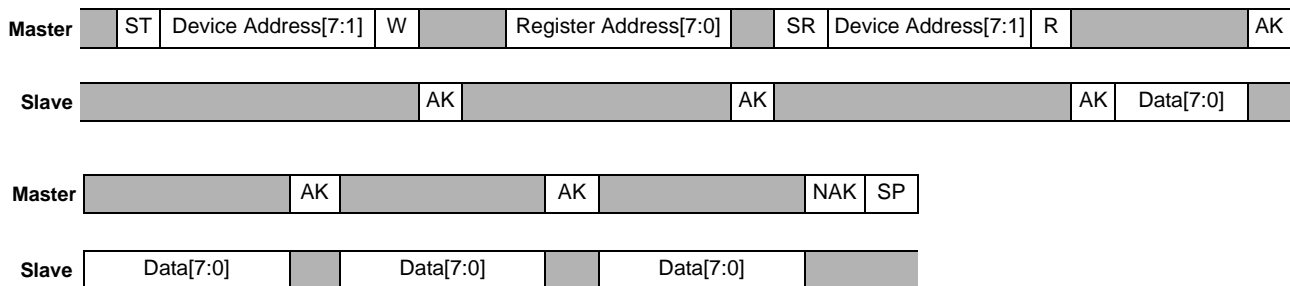 Master ST Device Address[7:1] W Register Address[7:0] SR Device Address[7:1] R AK
Slave AK AK AK Data[7:0]
Master AK AK NAK SP
Slave Data[7:0] Data[7:0] Data[7:0]